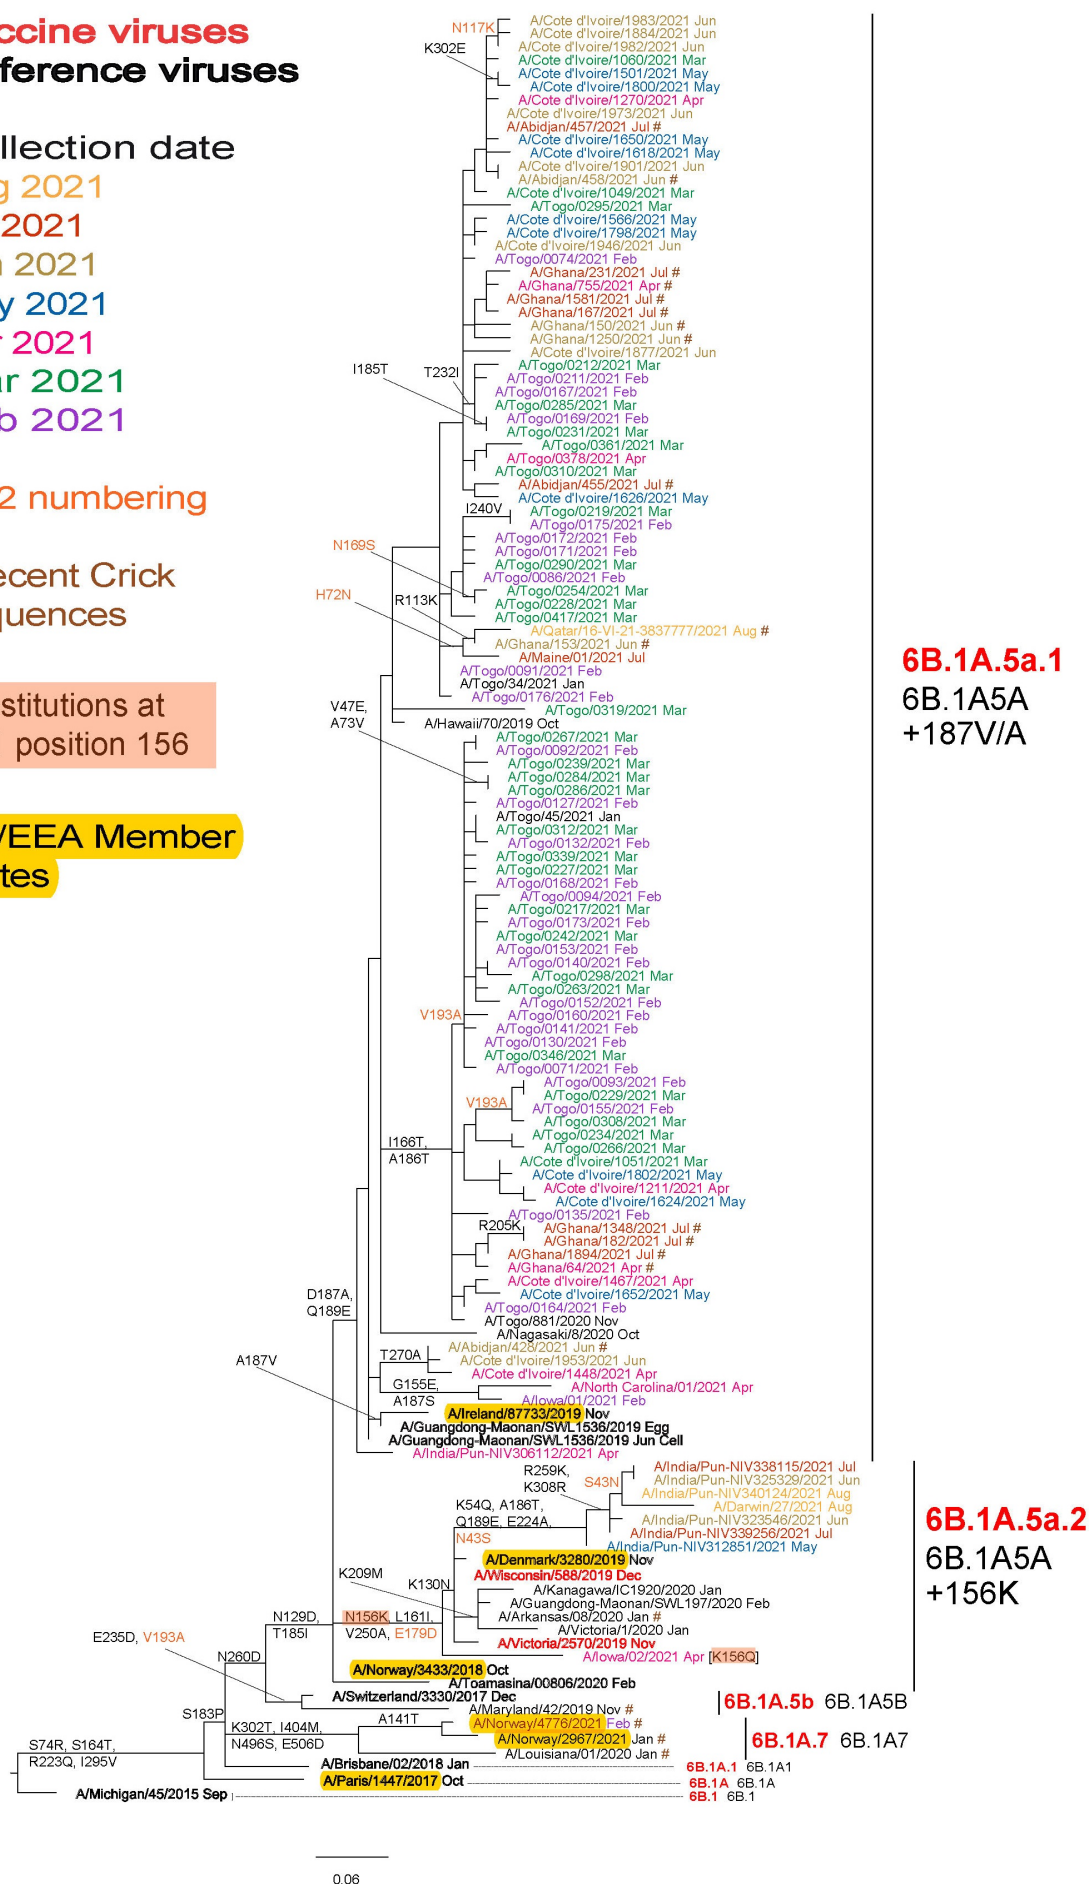 ccine viruses
ference viruses
llection date
g 2021
2021
n 2021
y 2021
r 2021
ar 2021
b 2021
2 numbering
ecent Crick
quences
stitutions at
position 156
/EEA Member
tes
A/Cote d'Ivoire/1983/2021 Jun
N117K
A/Cote d'Ivoire/1884/2021 Jun
K302E
A/Cote d'Ivoire/1982/2021 Jun
A/Cote d'Ivoire/1060/2021 Mar
A/Cote d'Ivoire/1501/2021 May
A/Cote d'Ivoire/1800/2021 May
A/Cote d'Ivoire/1270/2021 Apr
A/Cote d'Ivoire/1973/2021 Jun
A/Abidjan/457/2021 Jul #
A/Cote d'Ivoire/1650/2021 May
A/Cote d'Ivoire/1618/2021 May
A/Cote d'Ivoire/1901/2021 Jun
A/Abidjan/458/2021 Jun #
A/Cote d'Ivoire/1049/2021 Mar
A/Togo/0295/2021 Mar
A/Cote d'Ivoire/1566/2021 May
A/Cote d'Ivoire/1798/2021 May
A/Cote d'Ivoire/1946/2021 Jun
A/Togo/0074/2021 Feb
A/Ghana/231/2021 Jul #
A/Ghana/755/2021 Apr #
A/Ghana/1581/2021 Jul #
A/Ghana/167/2021 Jul #
A/Ghana/150/2021 Jun #
A/Ghana/1250/2021 Jun #
A/Cote d'Ivoire/1877/2021 Jun
I185T
T232I
A/Togo/0212/2021 Mar
A/Togo/0211/2021 Feb
A/Togo/0167/2021 Feb
A/Togo/0285/2021 Mar
A/Togo/0169/2021 Feb
A/Togo/0231/2021 Mar
A/Togo/0361/2021 Mar
A/Togo/0378/2021 Apr
A/Togo/0310/2021 Mar
A/Abidjan/455/2021 Jul #
A/Cote d'Ivoire/1626/2021 May
I240V
A/Togo/0219/2021 Mar
A/Togo/0175/2021 Feb
A/Togo/0172/2021 Feb
N169S
A/Togo/0171/2021 Feb
A/Togo/0290/2021 Mar
A/Togo/0086/2021 Feb
H72N
R113K
A/Togo/0254/2021 Mar
A/Togo/0228/2021 Mar
A/Togo/0417/2021 Mar
A/Qatar/16-VI-21-3837777/2021 Aug #
A/Ghana/153/2021 Jun #
A/Maine/01/2021 Jul
A/Togo/0091/2021 Feb
A/Togo/34/2021 Jan
A/Togo/0176/2021 Feb
V47E,
A73V
A/Togo/0319/2021 Mar
A/Hawaii/70/2019 Oct
6B.1A.5a.1
6B.1A5A
+187V/A
A/Togo/0267/2021 Mar
A/Togo/0092/2021 Feb
A/Togo/0239/2021 Mar
A/Togo/0284/2021 Mar
A/Togo/0286/2021 Mar
A/Togo/0127/2021 Feb
A/Togo/45/2021 Jan
A/Togo/0312/2021 Mar
A/Togo/0132/2021 Feb
A/Togo/0339/2021 Mar
A/Togo/0227/2021 Mar
A/Togo/0168/2021 Feb
A/Togo/0094/2021 Feb
A/Togo/0217/2021 Mar
A/Togo/0173/2021 Feb
A/Togo/0242/2021 Mar
A/Togo/0153/2021 Feb
A/Togo/0140/2021 Feb
A/Togo/0298/2021 Mar
A/Togo/0263/2021 Mar
A/Togo/0152/2021 Feb
V193A
A/Togo/0160/2021 Feb
A/Togo/0141/2021 Feb
A/Togo/0130/2021 Feb
A/Togo/0346/2021 Mar
A/Togo/0071/2021 Feb
A/Togo/0093/2021 Feb
A/Togo/0229/2021 Mar
V193A
A/Togo/0155/2021 Feb
A/Togo/0308/2021 Mar
A/Togo/0234/2021 Mar
A/Togo/0266/2021 Mar
I166T,
A186T
A/Cote d'Ivoire/1051/2021 Mar
A/Cote d'Ivoire/1802/2021 May
A/Cote d'Ivoire/1211/2021 Apr
A/Cote d'Ivoire/1624/2021 May
A/Togo/0135/2021 Feb
R205K
A/Ghana/1348/2021 Jul #
A/Ghana/182/2021 Jul #
A/Ghana/1894/2021 Jul #
A/Ghana/64/2021 Apr #
A/Cote d'Ivoire/1467/2021 Apr
A/Cote d'Ivoire/1652/2021 May
D187A,
Q189E
A/Togo/0164/2021 Feb
A/Togo/881/2020 Nov
A/Nagasaki/8/2020 Oct
A/Abidjan/428/2021 Jun #
A187V
T270A
A/Cote d'Ivoire/1953/2021 Jun
A/Cote d'Ivoire/1448/2021 Apr
G155E,
A187S
A/North Carolina/01/2021 Apr
A/Iowa/01/2021 Feb
A/Ireland/87733/2019 Nov
A/Guangdong-Maonan/SWL1536/2019 Egg
A/Guangdong-Maonan/SWL1536/2019 Jun Cell
A/India/Pun-NIV306112/2021 Apr
R259K,
K308R
S43N
A/India/Pun-NIV338115/2021 Jul
A/India/Pun-NIV325329/2021 Jun
A/India/Pun-NIV340124/2021 Aug
A/Darwin/27/2021 Aug
K54Q, A186T,
Q189E, E224A,
N43S
A/India/Pun-NIV323546/2021 Jun
A/India/Pun-NIV339256/2021 Jul
A/India/Pun-NIV312851/2021 May
6B.1A.5a.2
6B.1A5A
+156K
A/Denmark/3280/2019 Nov
K209M
K130N
A/Wisconsin/588/2019 Dec
A/Kanagawa/IC1920/2020 Jan
A/Guangdong-Maonan/SWL197/2020 Feb
A/Arkansas/08/2020 Jan #
A/Victoria/1/2020 Jan
N129D,
T185I
N156K, L161I,
V250A, E179D
A/Victoria/2570/2019 Nov
A/Iowa/02/2021 Apr [K156Q]
E235D, V193A
N260D
A/Norway/3433/2018 Oct
A/Toamasina/00806/2020 Feb
A/Switzerland/3330/2017 Dec
A/Maryland/42/2019 Nov #
6B.1A.5b 6B.1A5B
S183P
A141T
K302T, I404M,
N496S, E506D
A/Norway/4776/2021 Feb #
A/Norway/2967/2021 Jan #
A/Louisiana/01/2020 Jan #
6B.1A.7 6B.1A7
S74R, S164T,
R223Q, I295V
A/Brisbane/02/2018 Jan
6B.1A.1 6B.1A1
A/Paris/1447/2017 Oct
6B.1A 6B.1A
A/Michigan/45/2015 Sep
6B.1 6B.1
0.06